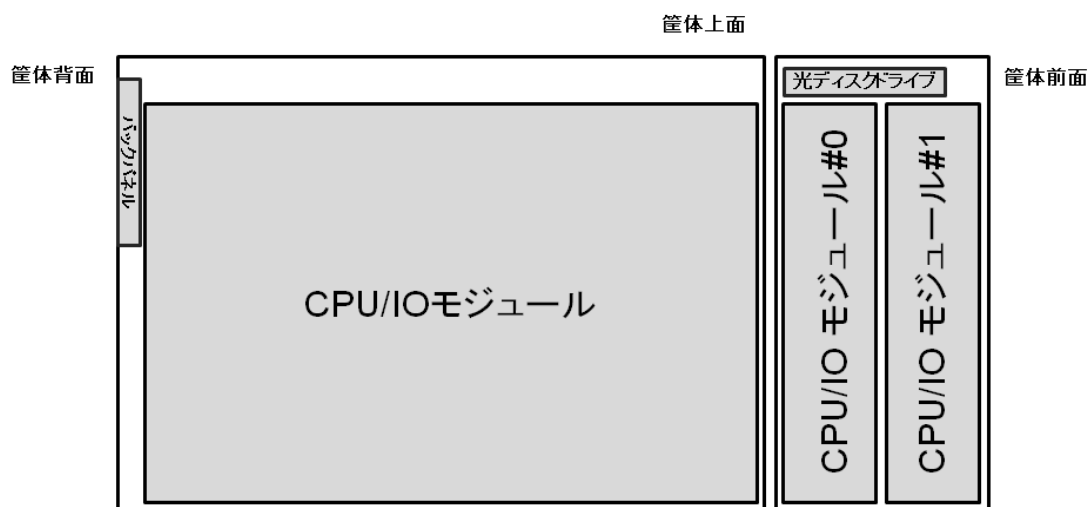 筐体上面
筐体背面
筐体前面
光ディスクドライブ
バックパネル
CPU/IOモジュール
CPU/IO モジュール#0
CPU/IO モジュール#1